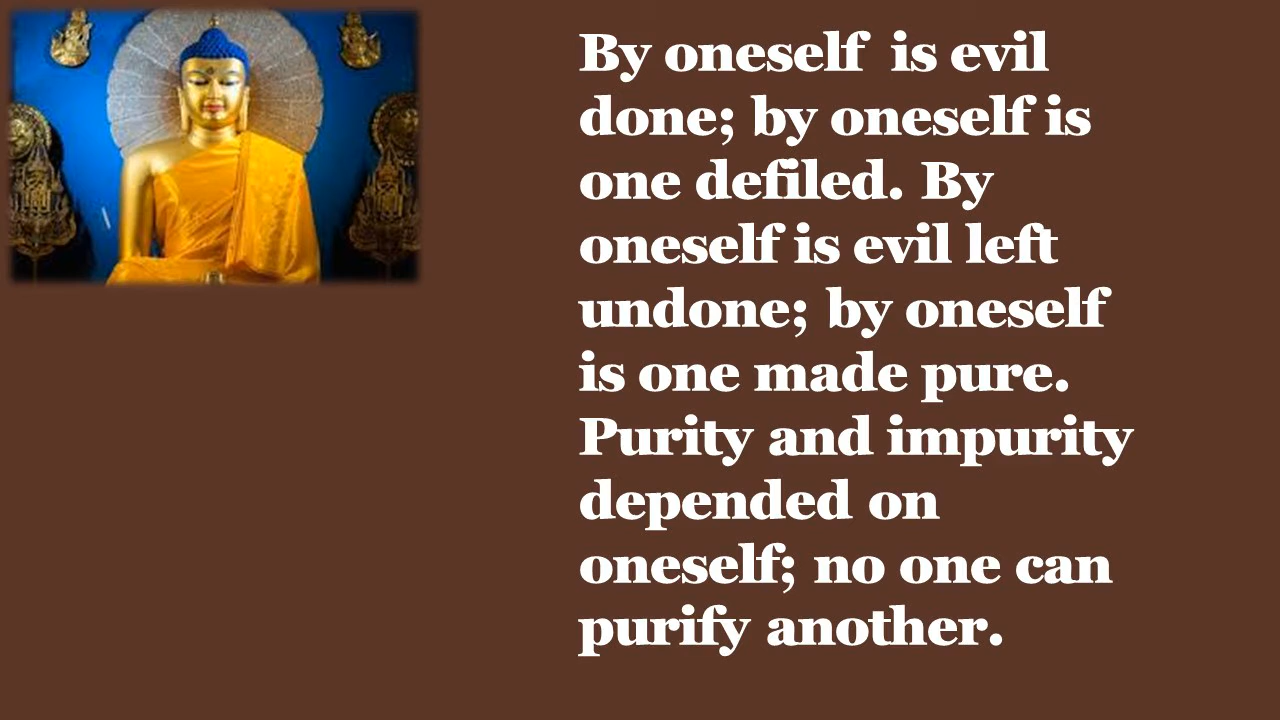 By oneself  is evil
done; by oneself is
one defiled. By
oneself is evil left
undone; by oneself
is one made pure.
Purity and impurity
depended on
oneself; no one can
purify another.